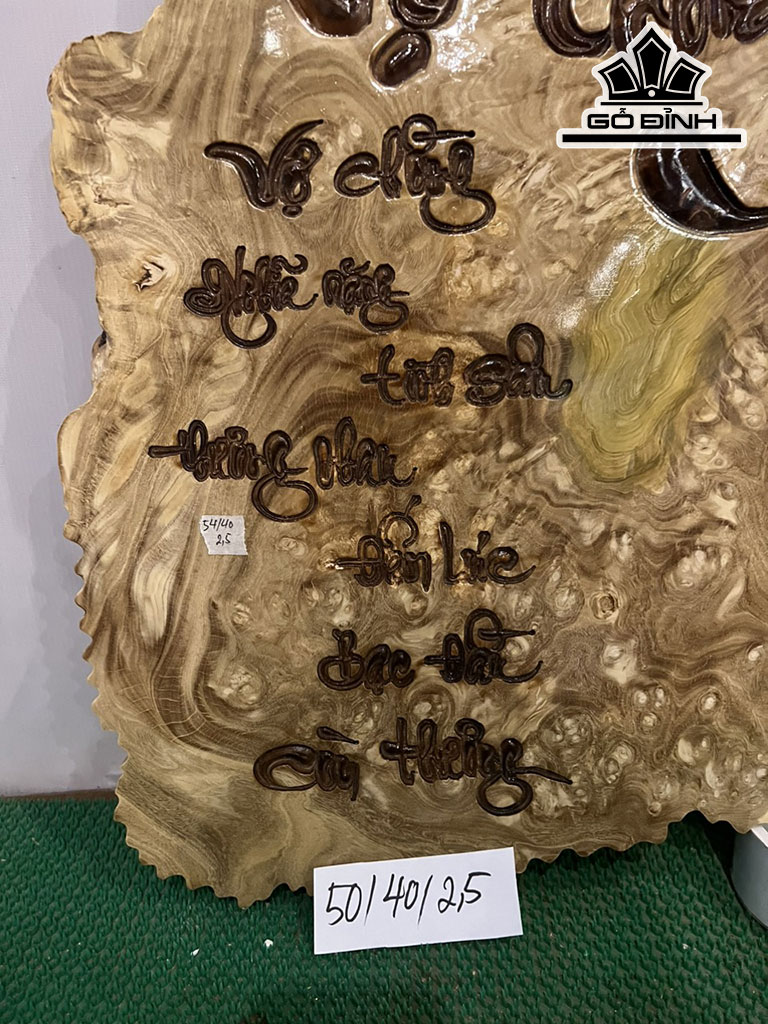 GỖ ĐỈNH
Vợ chồng
Nghĩa nặng
tình sâu
thương nhau
đến lúc
Bạc đầu
Còn thương
54/40
2,5
50/40/2,5